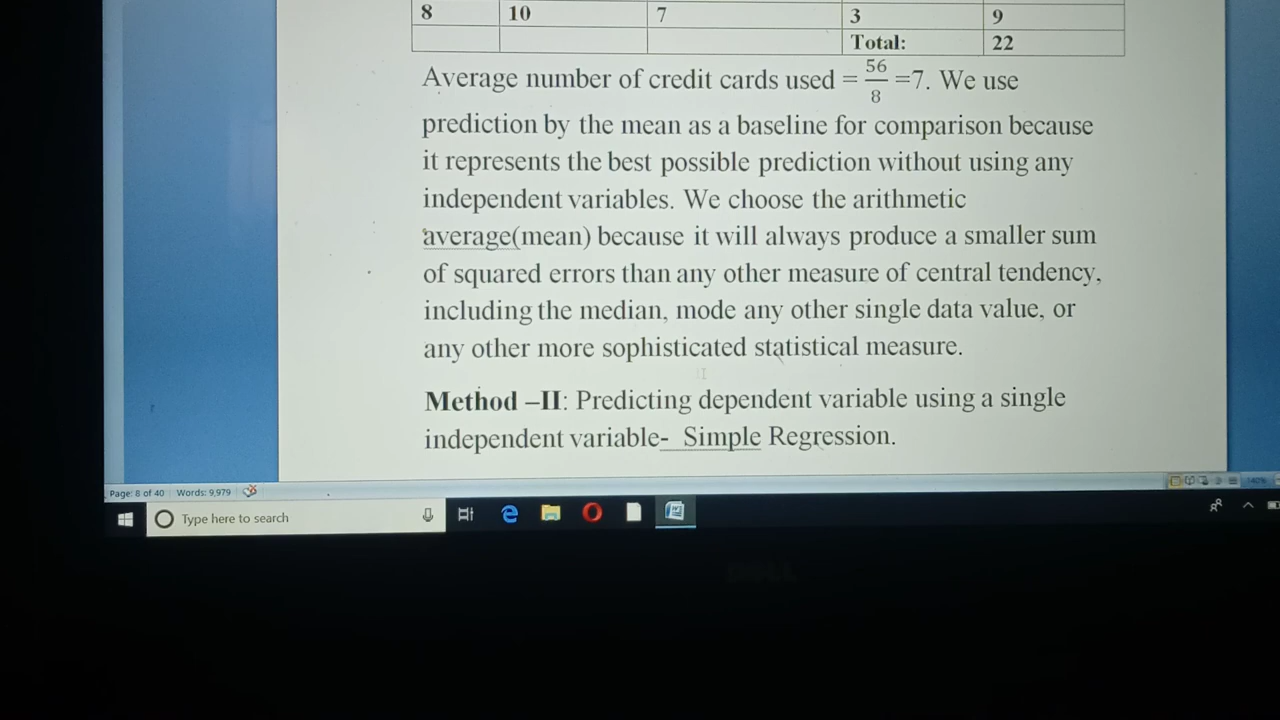 8 10 7 3 9
Total: 22
Average number of credit cards used = 56/8 =7. We use
prediction by the mean as a baseline for comparison because
it represents the best possible prediction without using any
independent variables. We choose the arithmetic
average(mean) because it will always produce a smaller sum
of squared errors than any other measure of central tendency,
including the median, mode any other single data value, or
any other more sophisticated statistical measure.
Method –II: Predicting dependent variable using a single
independent variable- Simple Regression.
Page: 8 of 40 Words: 9,979 140%
Type here to search